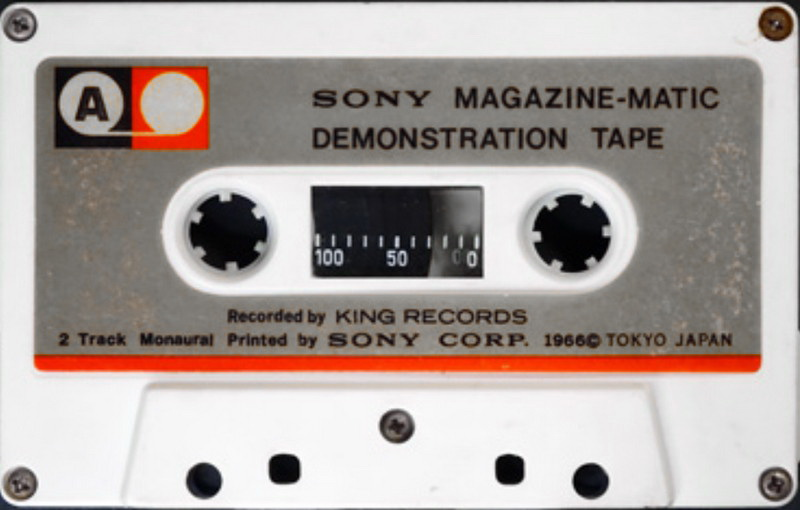 A
SONY MAGAZINE-MATIC
DEMONSTRATION TAPE
100 50 0
Recorded by KING RECORDS
2 Track Monaural Printed by SONY CORP. 1966© TOKYO JAPAN